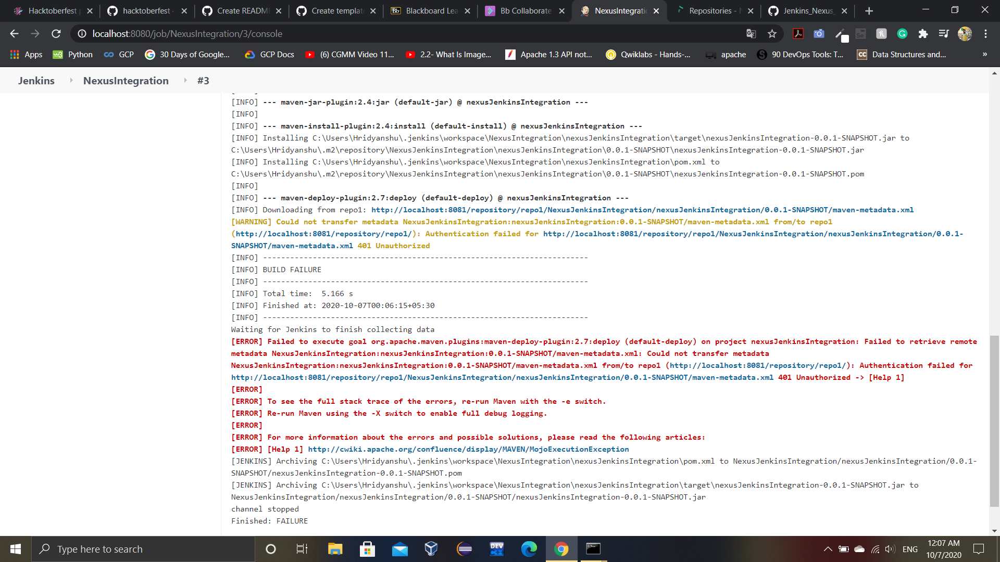 Hacktoberfest p
hacktoberfest ·
Create README
Create templat
Blackboard Lea
Bb Collaborate
NexusIntegratio
Repositories - N
Jenkins_Nexus_
localhost:8080/job/NexusIntegration/3/console
Apps
Python
GCP
30 Days of Google...
GCP Docs
(6) CGMM Video 11...
2.2- What Is Image...
Apache 1.3 API not...
Qwiklabs - Hands-...
apache
90 DevOps Tools: T...
Data Structures and...
»
Jenkins
NexusIntegration
#3
[INFO] --- maven-jar-plugin:2.4:jar (default-jar) @ nexusJenkinsIntegration ---
[INFO]
[INFO] --- maven-install-plugin:2.4:install (default-install) @ nexusJenkinsIntegration ---
[INFO] Installing C:\Users\Hridyanshu\.jenkins\workspace\NexusIntegration\nexusJenkinsIntegration\target\nexusJenkinsIntegration-0.0.1-SNAPSHOT.jar to
C:\Users\Hridyanshu\.m2\repository\NexusJenkinsIntegration\nexusJenkinsIntegration\0.0.1-SNAPSHOT\nexusJenkinsIntegration-0.0.1-SNAPSHOT.jar
[INFO] Installing C:\Users\Hridyanshu\.jenkins\workspace\NexusIntegration\nexusJenkinsIntegration\pom.xml to
C:\Users\Hridyanshu\.m2\repository\NexusJenkinsIntegration\nexusJenkinsIntegration\0.0.1-SNAPSHOT\nexusJenkinsIntegration-0.0.1-SNAPSHOT.pom
[INFO]
[INFO] --- maven-deploy-plugin:2.7:deploy (default-deploy) @ nexusJenkinsIntegration ---
[INFO] Downloading from repo1: http://localhost:8081/repository/repo1/NexusJenkinsIntegration/nexusJenkinsIntegration/0.0.1-SNAPSHOT/maven-metadata.xml
[WARNING] Could not transfer metadata NexusJenkinsIntegration:nexusJenkinsIntegration:0.0.1-SNAPSHOT/maven-metadata.xml from/to repo1
(http://localhost:8081/repository/repo1/): Authentication failed for http://localhost:8081/repository/repo1/NexusJenkinsIntegration/nexusJenkinsIntegration/0.0.1-
SNAPSHOT/maven-metadata.xml 401 Unauthorized
[INFO] ------------------------------------------------------------------------
[INFO] BUILD FAILURE
[INFO] ------------------------------------------------------------------------
[INFO] Total time:  5.166 s
[INFO] Finished at: 2020-10-07T00:06:15+05:30
[INFO] ------------------------------------------------------------------------
Waiting for Jenkins to finish collecting data
[ERROR] Failed to execute goal org.apache.maven.plugins:maven-deploy-plugin:2.7:deploy (default-deploy) on project nexusJenkinsIntegration: Failed to retrieve remote
metadata NexusJenkinsIntegration:nexusJenkinsIntegration:0.0.1-SNAPSHOT/maven-metadata.xml: Could not transfer metadata
NexusJenkinsIntegration:nexusJenkinsIntegration:0.0.1-SNAPSHOT/maven-metadata.xml from/to repo1 (http://localhost:8081/repository/repo1/): Authentication failed for
http://localhost:8081/repository/repo1/NexusJenkinsIntegration/nexusJenkinsIntegration/0.0.1-SNAPSHOT/maven-metadata.xml 401 Unauthorized -> [Help 1]
[ERROR]
[ERROR] To see the full stack trace of the errors, re-run Maven with the -e switch.
[ERROR] Re-run Maven using the -X switch to enable full debug logging.
[ERROR]
[ERROR] For more information about the errors and possible solutions, please read the following articles:
[ERROR] [Help 1] http://cwiki.apache.org/confluence/display/MAVEN/MojoExecutionException
[JENKINS] Archiving C:\Users\Hridyanshu\.jenkins\workspace\NexusIntegration\nexusJenkinsIntegration\pom.xml to NexusJenkinsIntegration/nexusJenkinsIntegration/0.0.1-
SNAPSHOT/nexusJenkinsIntegration-0.0.1-SNAPSHOT.pom
[JENKINS] Archiving C:\Users\Hridyanshu\.jenkins\workspace\NexusIntegration\nexusJenkinsIntegration\target\nexusJenkinsIntegration-0.0.1-SNAPSHOT.jar to
NexusJenkinsIntegration/nexusJenkinsIntegration/0.0.1-SNAPSHOT/nexusJenkinsIntegration-0.0.1-SNAPSHOT.jar
channel stopped
Finished: FAILURE
Type here to search
ENG
12:07 AM
10/7/2020